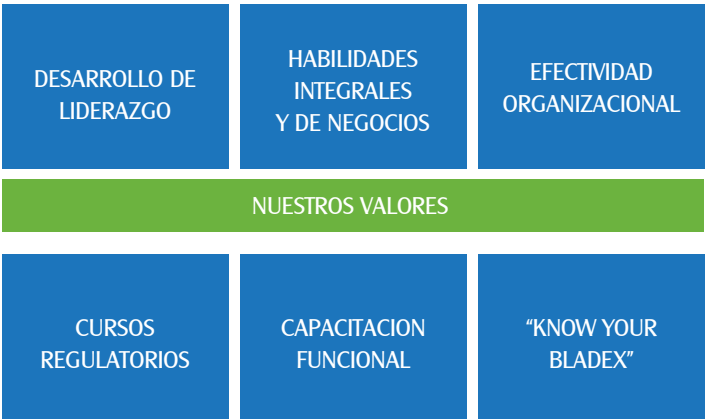 DESARROLLO DE
LIDERAZGO
HABILIDADES
INTEGRALES
Y DE NEGOCIOS
EFECTIVIDAD
ORGANIZACIONAL
NUESTROS VALORES
CURSOS
REGULATORIOS
CAPACITACION
FUNCIONAL
“KNOW YOUR
BLADEX”